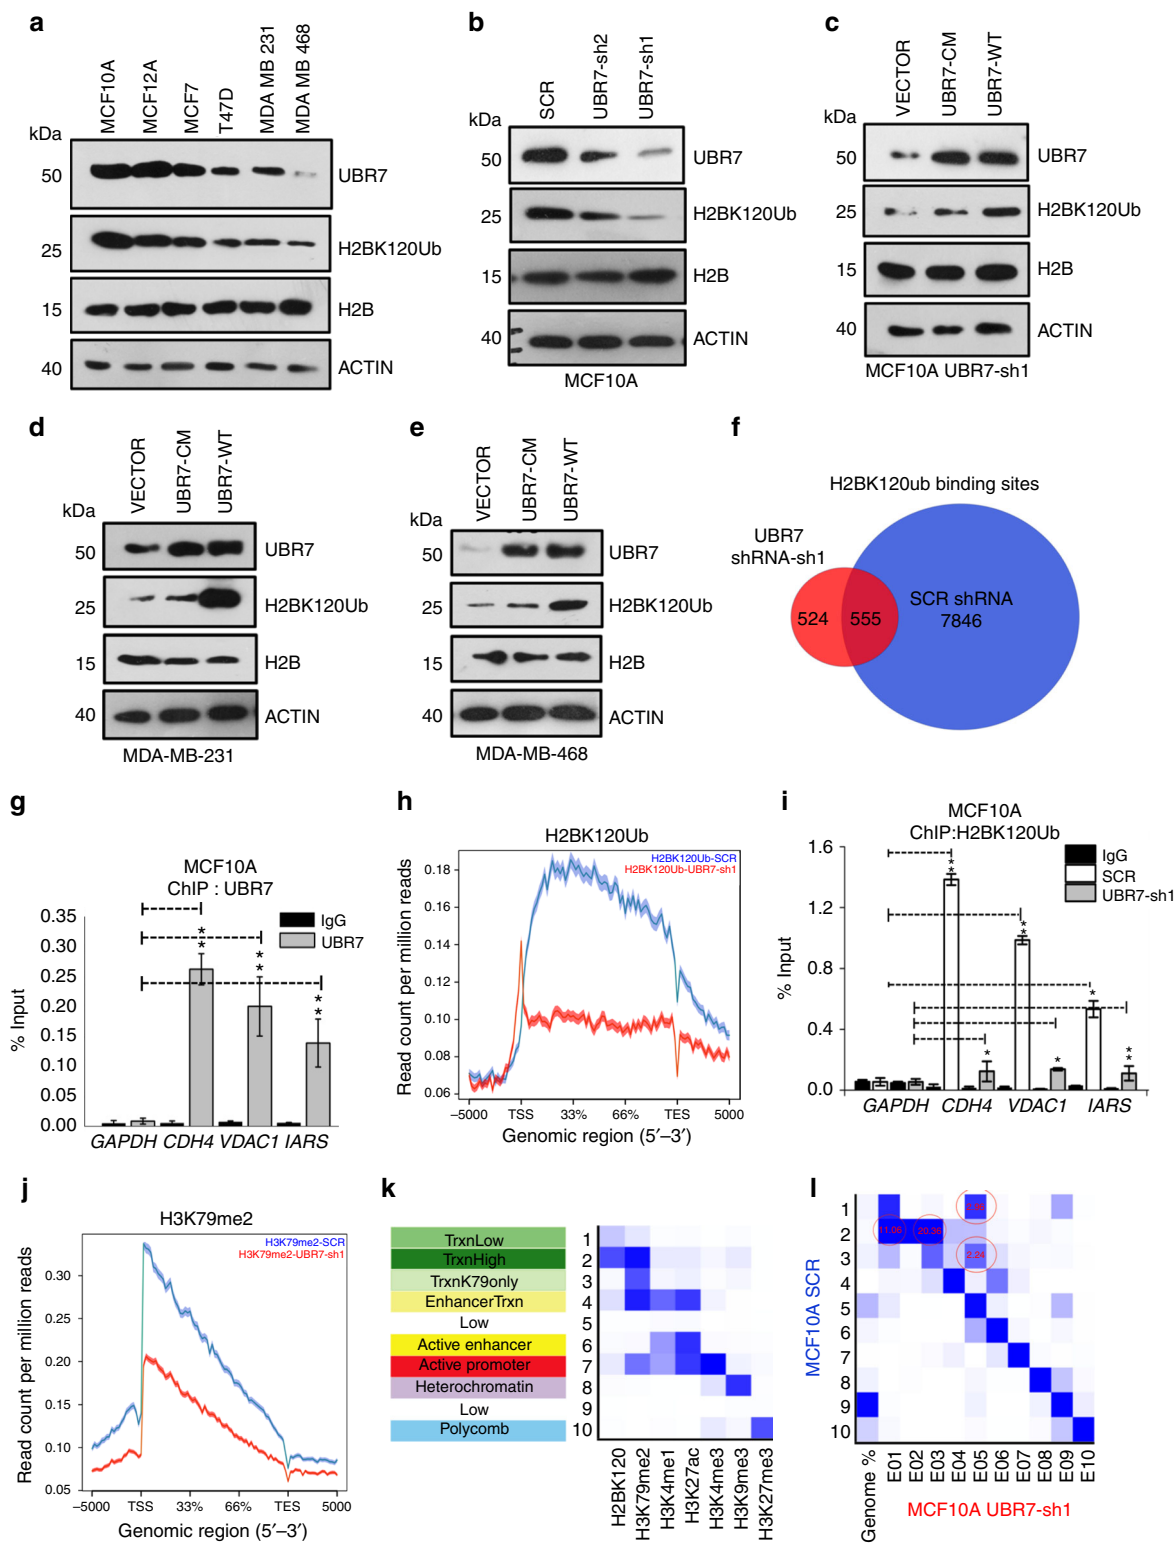 a
MCF10A
MCF12A
MCF7
T47D
MDA MB 231
MDA MB 468
kDa
50
UBR7
25
H2BK120Ub
15
H2B
40
ACTIN
b
SCR
UBR7-sh2
UBR7-sh1
50
UBR7
25
H2BK120Ub
15
H2B
40
ACTIN
MCF10A
c
VECTOR
UBR7-CM
UBR7-WT
50
UBR7
25
H2BK120Ub
15
H2B
40
ACTIN
MCF10A UBR7-sh1
d
VECTOR
UBR7-CM
UBR7-WT
kDa
50
UBR7
25
H2BK120Ub
15
H2B
40
ACTIN
MDA-MB-231
e
VECTOR
UBR7-CM
UBR7-WT
kDa
50
UBR7
25
H2BK120Ub
15
H2B
40
ACTIN
MDA-MB-468
f
H2BK120ub binding sites
UBR7
shRNA-sh1
524
555
SCR shRNA
7846
g
MCF10A
ChIP : UBR7
IgG
UBR7
0.35
0.30
0.25
0.20
0.15
0.10
0.05
0.00
% Input
* *
* *
* *
GAPDH CDH4 VDAC1 IARS
h
H2BK120Ub
H2BK120Ub-SCR
H2BK120Ub-UBR7-sh1
0.18
0.16
0.14
0.12
0.10
0.08
0.06
Read count per million reads
−5000 TSS 33% 66% TES 5000
Genomic region (5′–3′)
i
MCF10A
ChIP:H2BK120Ub
IgG
SCR
UBR7-sh1
1.6
1.2
0.8
0.4
0.0
% Input
**
**
*
*
*
**
GAPDH CDH4 VDAC1 IARS
j
H3K79me2
H3K79me2-SCR
H3K79me2-UBR7-sh1
0.30
0.25
0.20
0.15
0.10
0.05
Read count per million reads
−5000 TSS 33% 66% TES 5000
Genomic region (5′–3′)
k
TrxnLow 1
TrxnHigh 2
TrxnK79only 3
EnhancerTrxn 4
Low 5
Active enhancer 6
Active promoter 7
Heterochromatin 8
Low 9
Polycomb 10
H2BK120
H3K79me2
H3K4me1
H3K27ac
H3K4me3
H3K9me3
H3K27me3
l
1
2
3
4
5
6
7
8
9
10
11.06
20.36
2.24
MCF10A SCR
Genome %
E01
E02
E03
E04
E05
E06
E07
E08
E09
E10
MCF10A UBR7-sh1